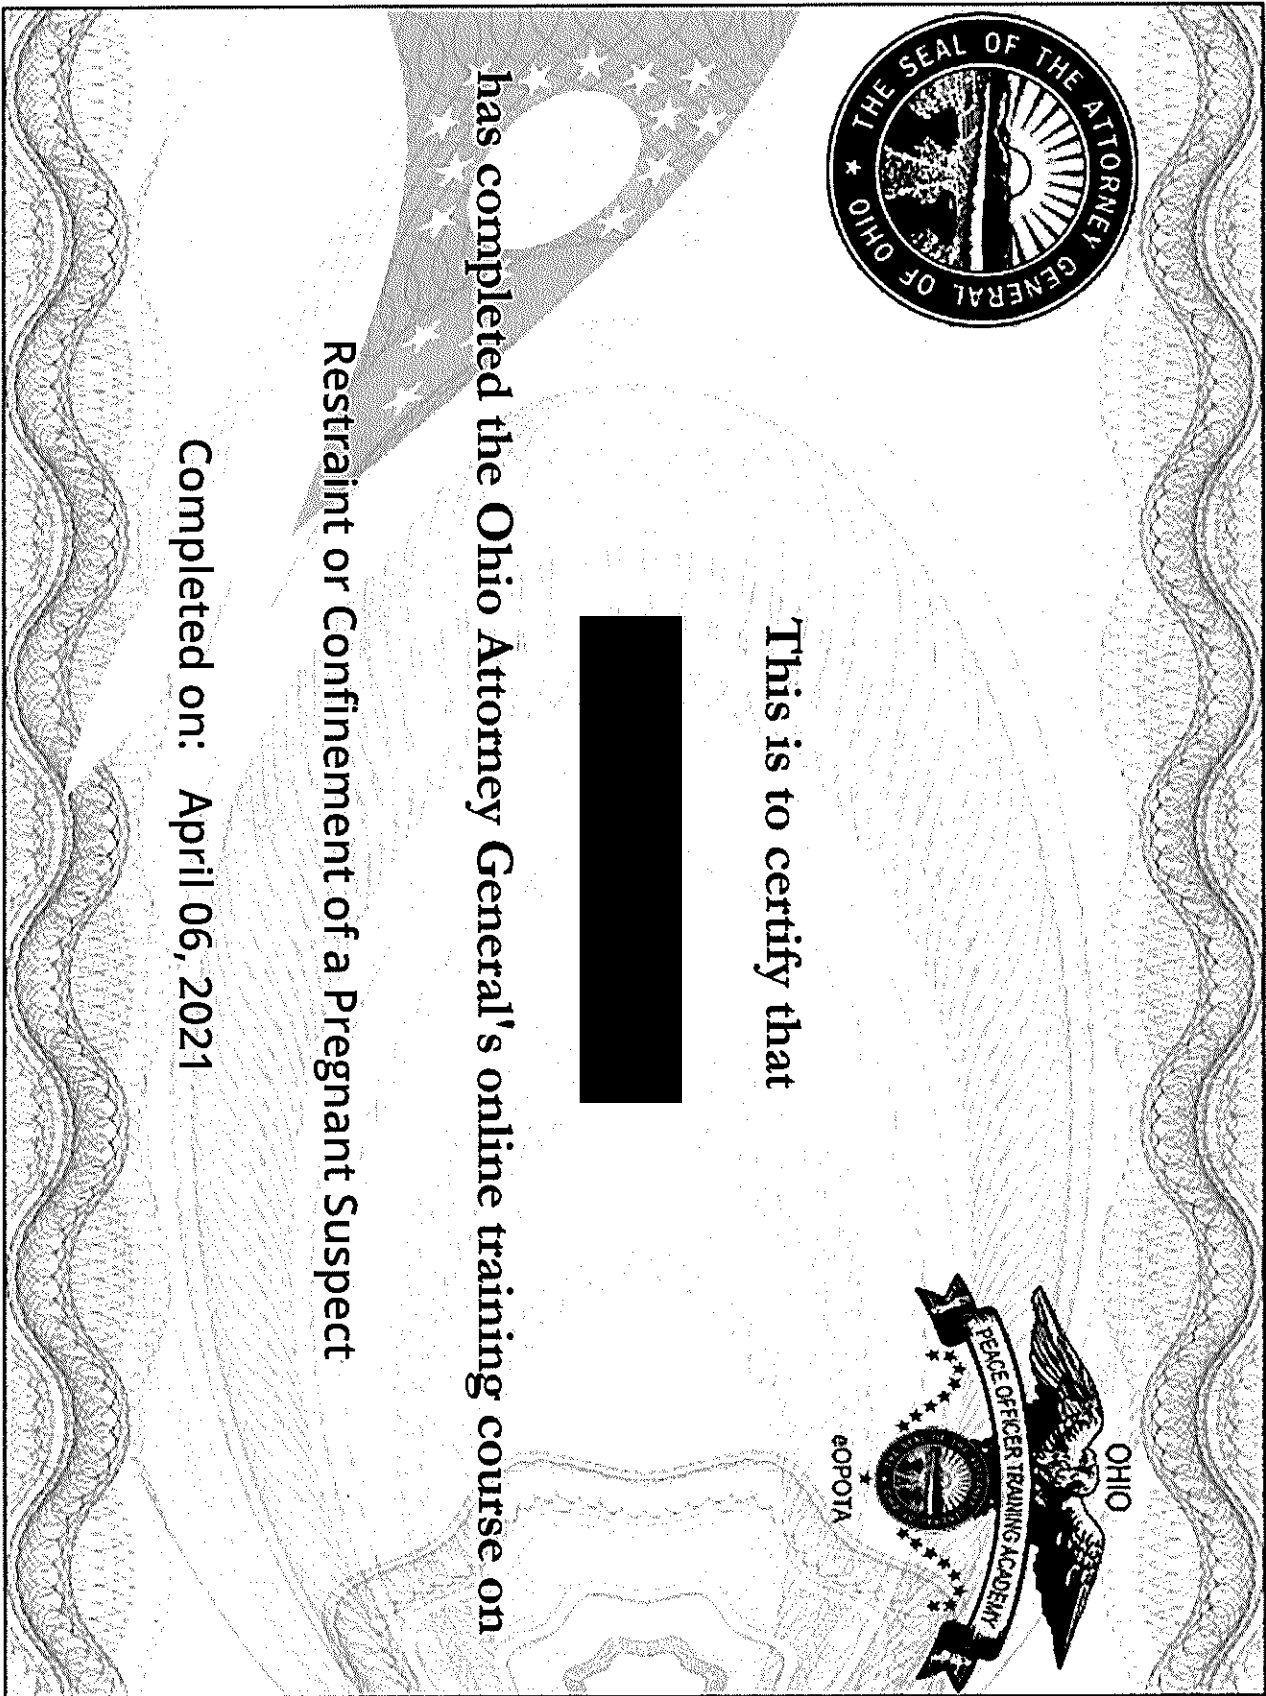 THE SEAL OF THE ATTORNEY GENERAL OF OHIO
OHIO
PEACE OFFICER TRAINING ACADEMY
eOPOTA
This is to certify that
has completed the Ohio Attorney General's online training course on
Restraint or Confinement of a Pregnant Suspect
Completed on: April 06, 2021